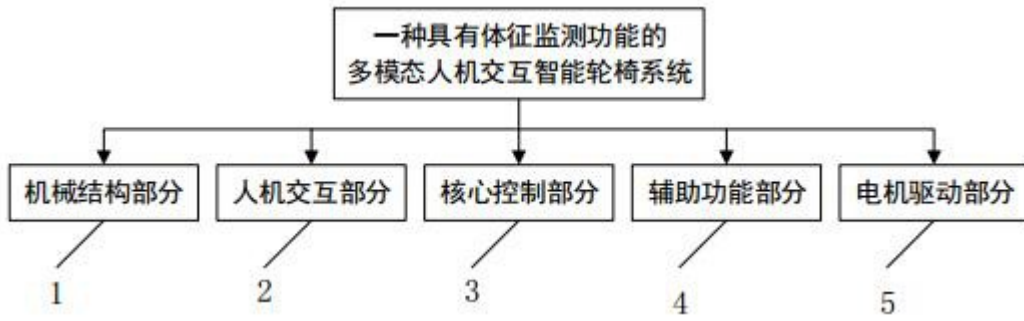 一种具有体征监测功能的
多模态人机交互智能轮椅系统
机械结构部分
人机交互部分
核心控制部分
辅助功能部分
电机驱动部分
1
2
3
4
5